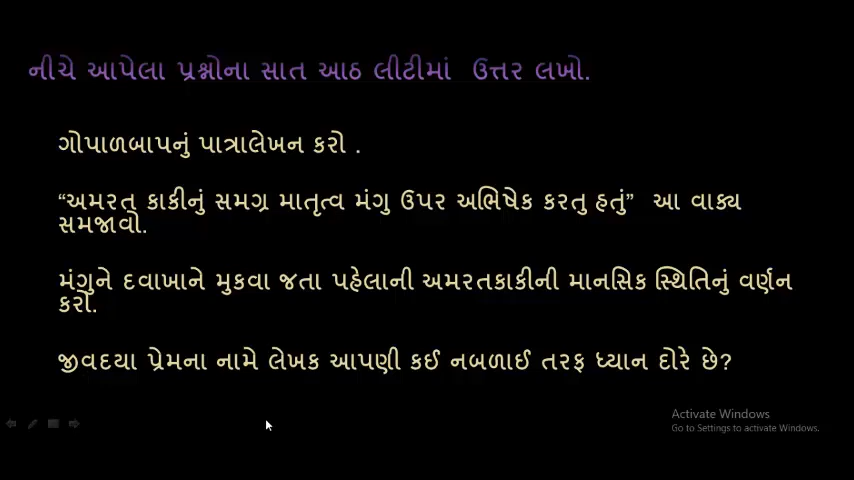 નીચે આપેલા પ્રશ્નોના સાત આઠ લીટીમાં ઉત્તર લખો.
ગોપાળબાપનું પાત્રાલેખન કરો .
“અમરત કાકીનું સમગ્ર માતૃત્વ મંગુ ઉપર અભિષેક કરતુ હતું” આ વાક્ય
સમજાવો.
મંગુને દવાખાને મુકવા જતા પહેલાની અમરતકાકીની માનસિક સ્થિતિનું વર્ણન
કરો.
જીવદયા પ્રેમના નામે લેખક આપણી કઈ નબળાઈ તરફ ધ્યાન દોરે છે?
Activate Windows
Go to Settings to activate Windows.